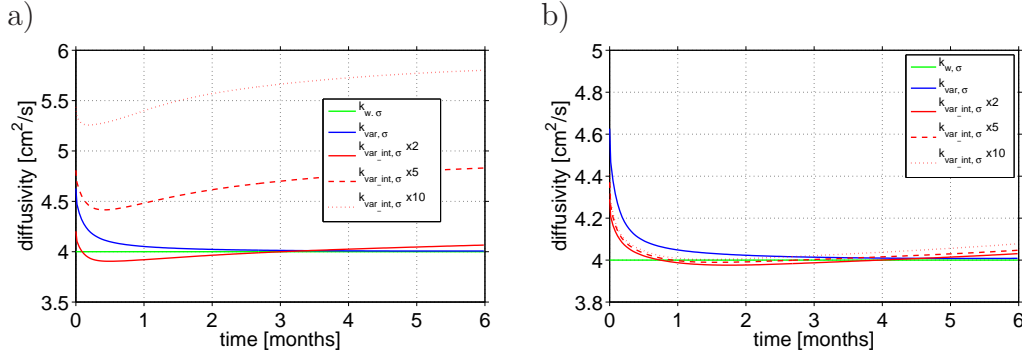 a)
6
5.5
5
4.5
4
3.5
0 1 2 3 4 5 6
time [months]
diffusivity [cm²/s]
k_w, σ
k_var, σ
k_var_int, σ x2
k_var_int, σ x5
k_var_int, σ x10
b)
5
4.8
4.6
4.4
4.2
4
3.8
0 1 2 3 4 5 6
time [months]
diffusivity [cm²/s]
k_w, σ
k_var, σ
k_var_int, σ x2
k_var_int, σ x5
k_var_int, σ x10